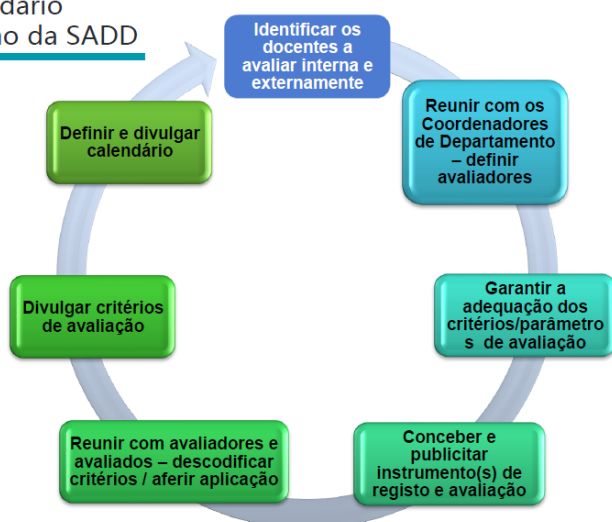 ão da SADD
Identificar os
docentes a
avaliar interna e
externamente
Reunir com os
Coordenadores
de Departamento
– definir
avaliadores
Garantir a
adequação dos
critérios/parâmetro
s de avaliação
Conceber e
publicitar
instrumento(s) de
registo e avaliação
Reunir com avaliadores e
avaliados – descodificar
critérios / aferir aplicação
Divulgar critérios
de avaliação
Definir e divulgar
calendário